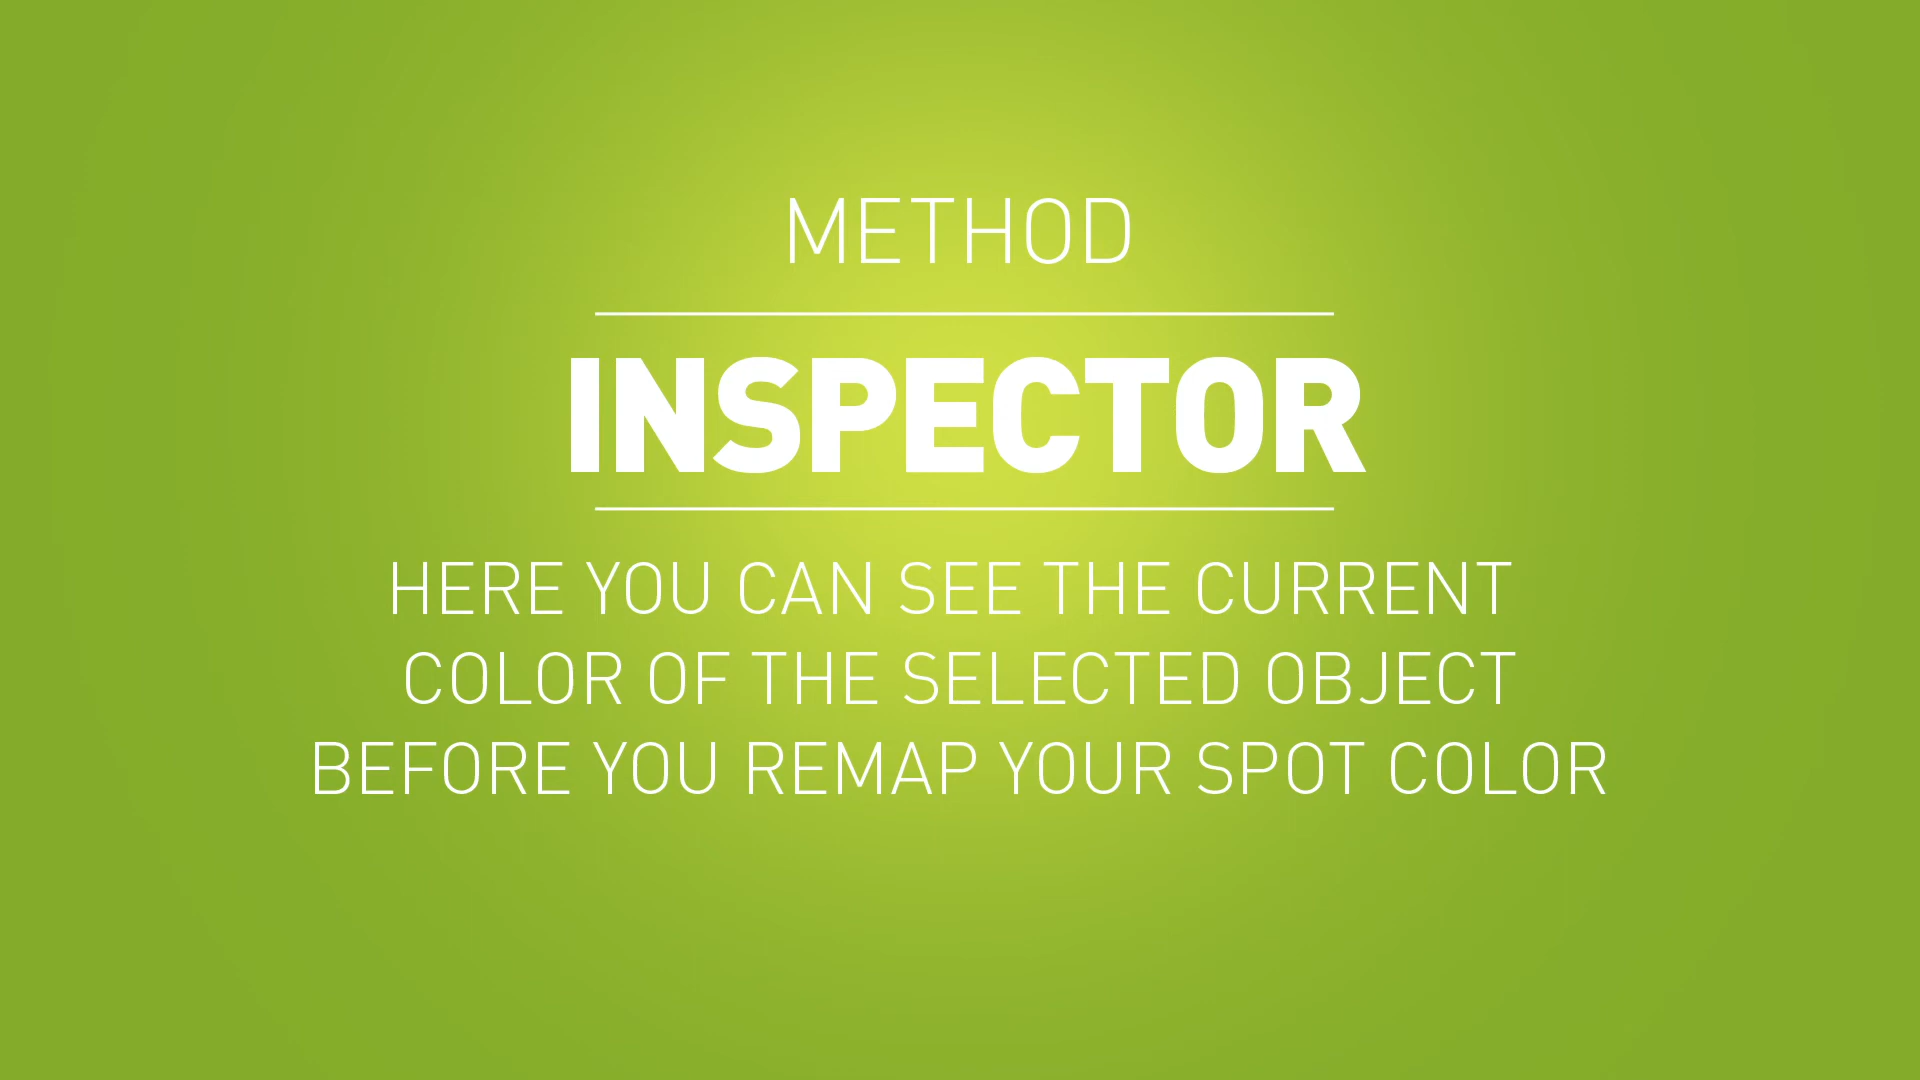 METHOD
INSPECTOR
HERE YOU CAN SEE THE CURRENT
COLOR OF THE SELECTED OBJECT
BEFORE YOU REMAP YOUR SPOT COLOR